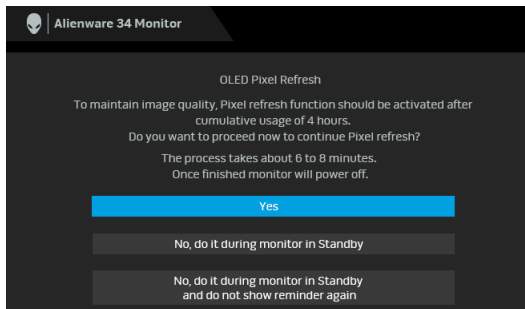 Alienware 34 Monitor
OLED Pixel Refresh
To maintain image quality, Pixel refresh function should be activated after
cumulative usage of 4 hours.
Do you want to proceed now to continue Pixel refresh?
The process takes about 6 to 8 minutes.
Once finished monitor will power off.
Yes
No, do it during monitor in Standby
No, do it during monitor in Standby
and do not show reminder again